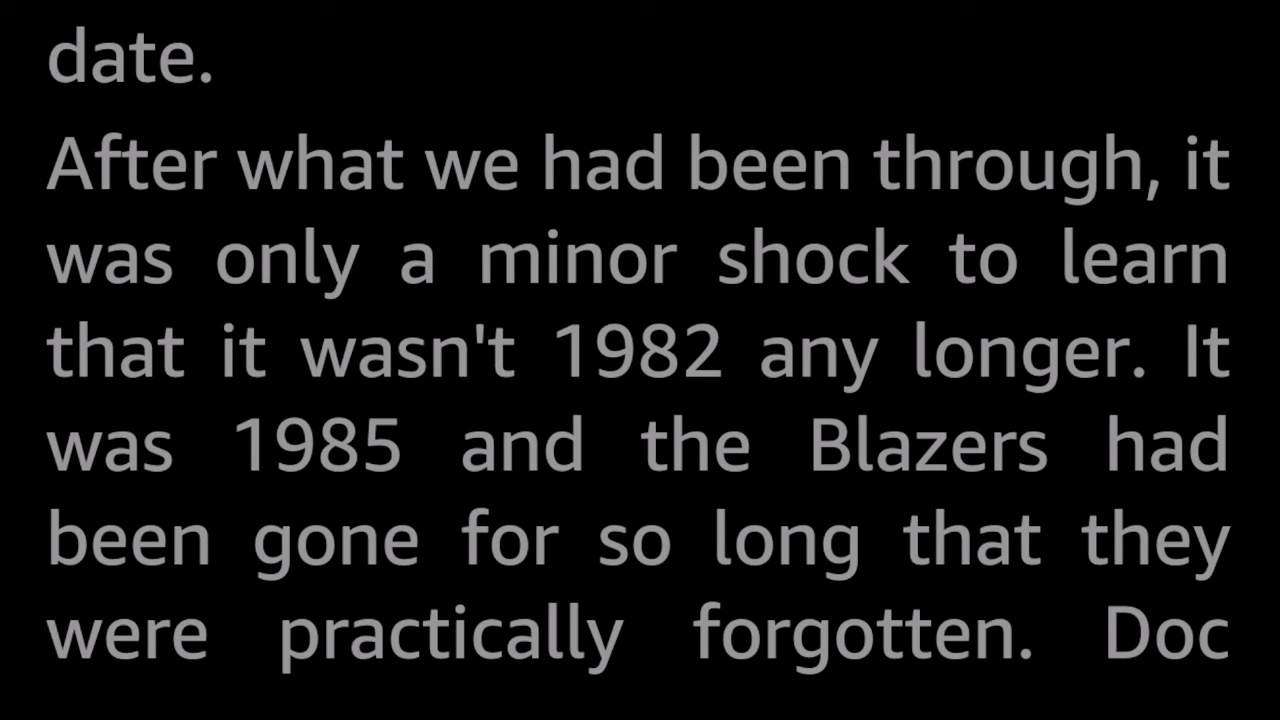 date.
After what we had been through, it
was only a minor shock to learn
that it wasn't 1982 any longer. It
was 1985 and the Blazers had
been gone for so long that they
were practically forgotten. Doc